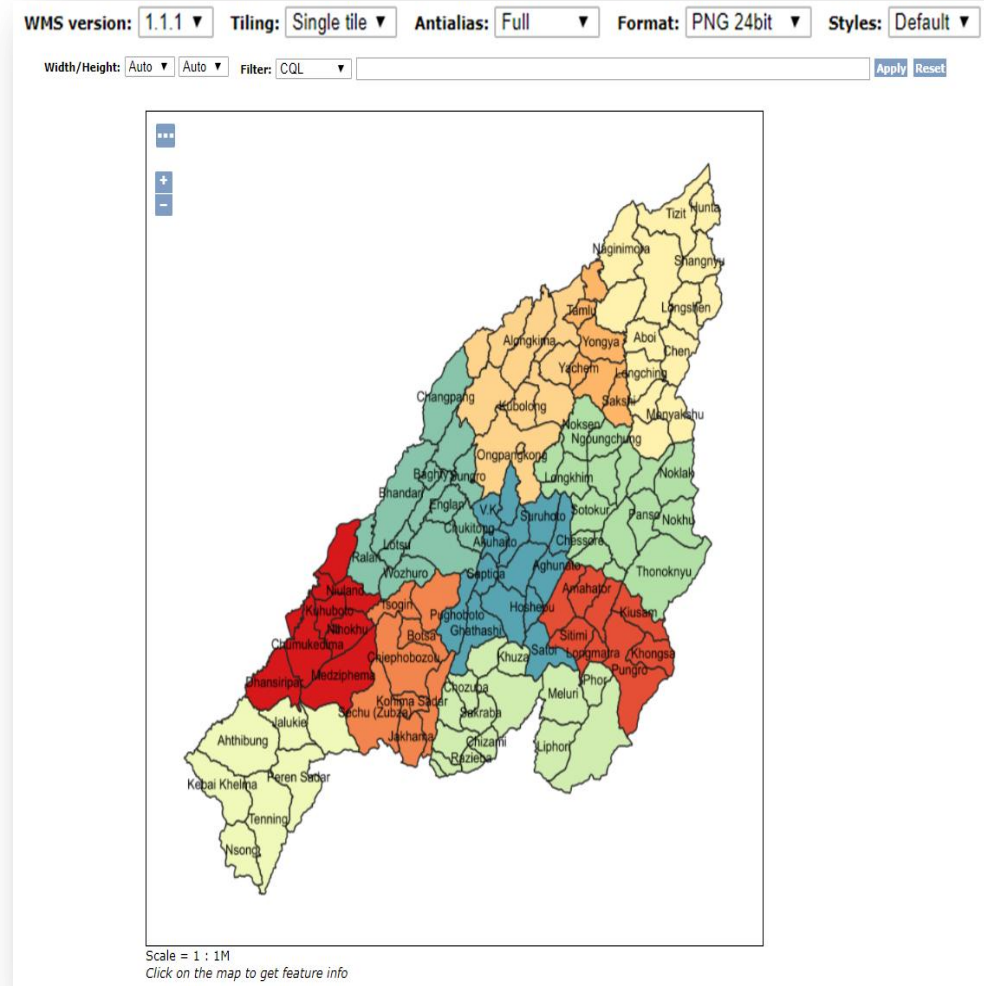 WMS version: 1.1.1 Tiling: Single tile Antialias: Full Format: PNG 24bit Styles: Default
Width/Height: Auto Auto Filter: CQL Apply Reset
...
+
−
Tizit Hunta
Naginimora
Shangnyu
Longshen
Tamlu
Alongkima Yongya Aboi
Chen
Yachem Longching
Changpang
Kubolong Sakshi
Monyakshu
Noksen
Ngoungchung
Ongpangkong
Baghty Sungro Longkhim Noklak
Bhandari
Englan V.K. Suruhoto Sotokur Panso Nokhu
Chukitong
Akuhaito Chessore
Lotsu
Ralan Aghunato
Wozhuro Saptiqa Thonoknyu
Niuland Amahator
Kuhuboto Tsogin Pughoboto Hoshepu Kiusam
Nihokhu Botsa Ghathashi Sitimi
Chumukedima Chiephobozou Khuza Satoi Longmatra Khongsa
Pungro
Dhansiripar Medziphema Chozuba Phor
Kohima Sadar Meluri
Sechu (Zubza) Sakraba
Jalukie
Ahthibung Jakhama Chizami Liphori
Razieba
Kebai Khelma Peren Sadar
Tenning
Nsong
Scale = 1 : 1M
Click on the map to get feature info